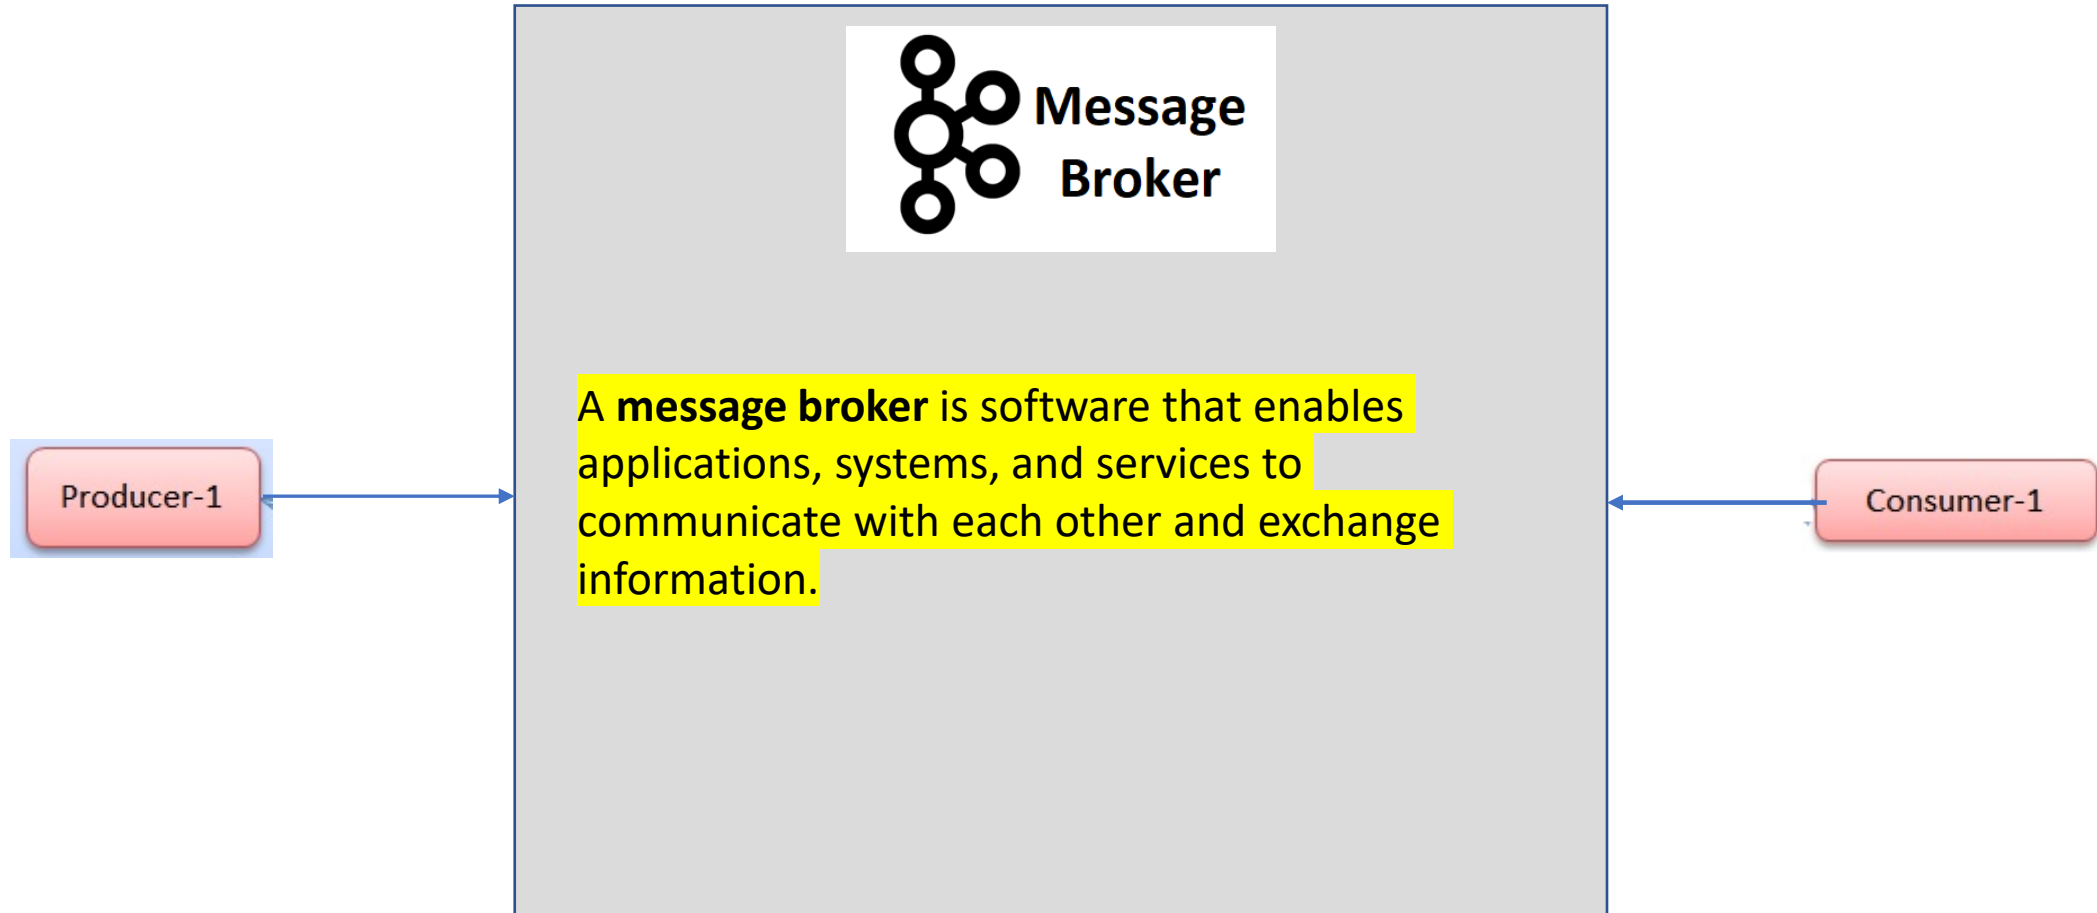 Message
Broker
A message broker is software that enables
applications, systems, and services to
communicate with each other and exchange
information.
Producer-1
Consumer-1